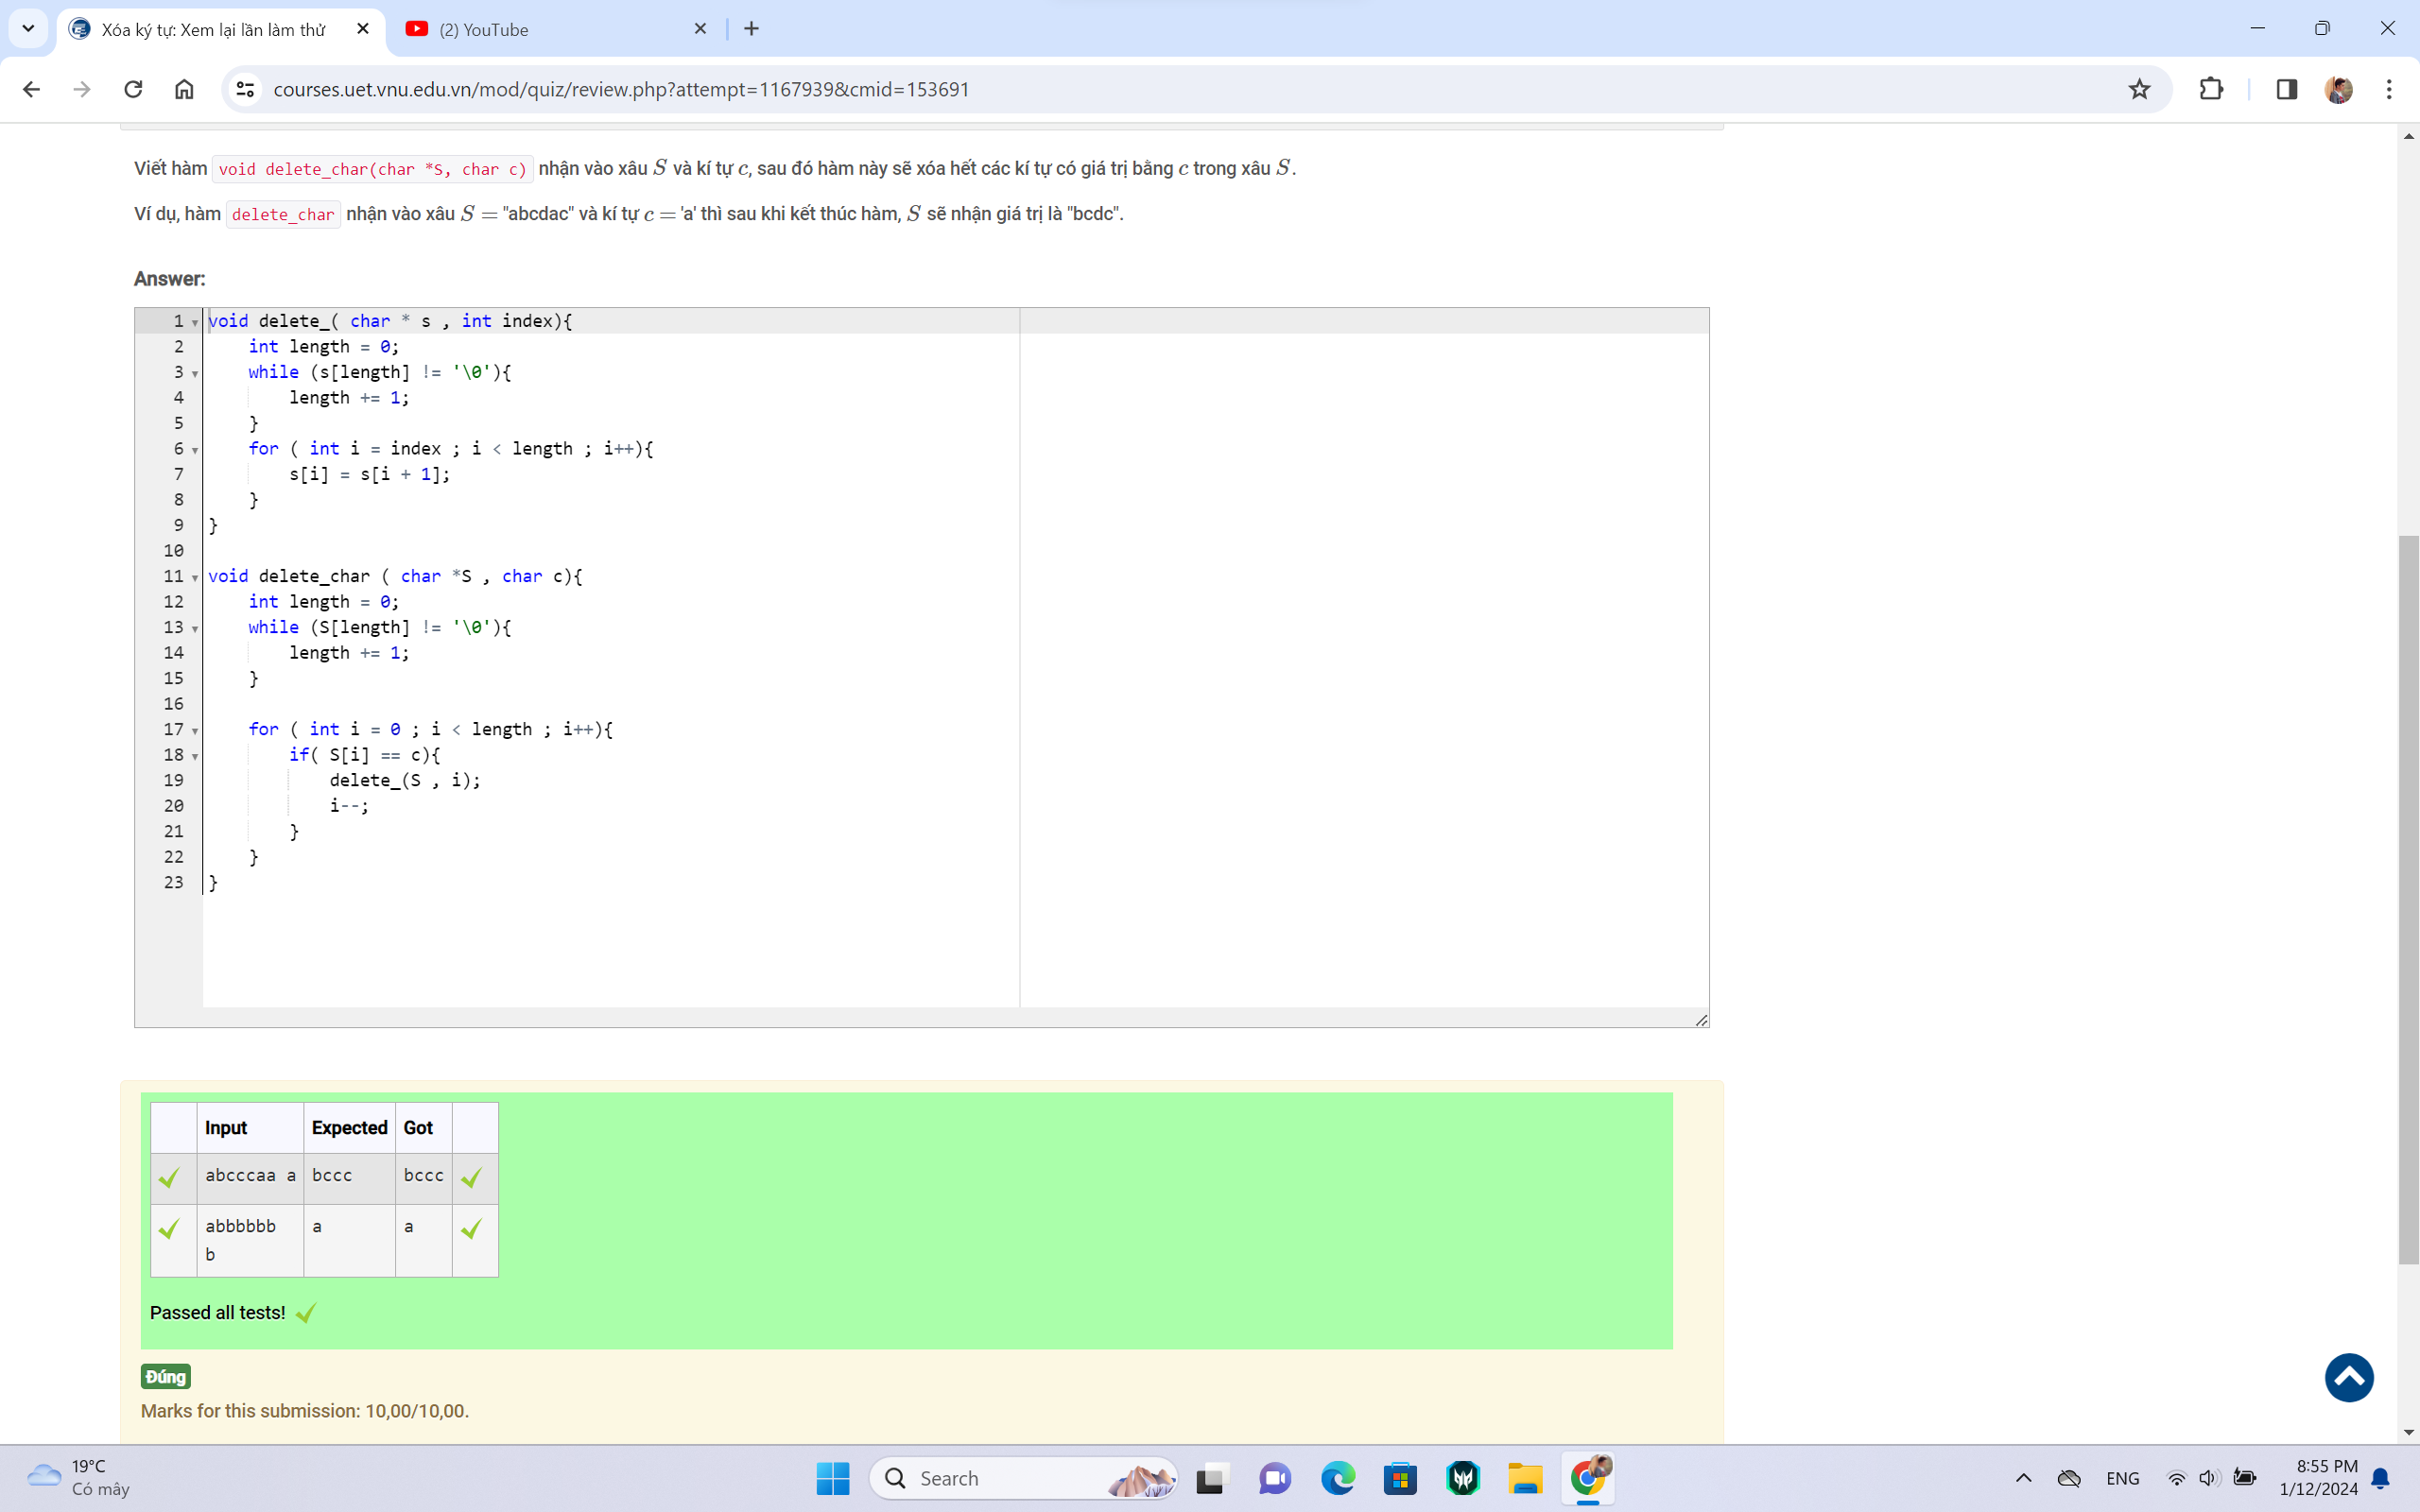 Xóa ký tự: Xem lại lần làm thử
(2) YouTube
courses.uet.vnu.edu.vn/mod/quiz/review.php?attempt=1167939&cmid=153691
Viết hàm void delete_char(char *S, char c) nhận vào xâu S và kí tự c, sau đó hàm này sẽ xóa hết các kí tự có giá trị bằng c trong xâu S.
Ví dụ, hàm delete_char nhận vào xâu S = "abcdac" và kí tự c = 'a' thì sau khi kết thúc hàm, S sẽ nhận giá trị là "bcdc".
Answer:
1 void delete_( char * s , int index){
2     int length = 0;
3     while (s[length] != '\0'){
4         length += 1;
5     }
6     for ( int i = index ; i < length ; i++){
7         s[i] = s[i + 1];
8     }
9 }
10
11 void delete_char ( char *S , char c){
12     int length = 0;
13     while (S[length] != '\0'){
14         length += 1;
15     }
16
17     for ( int i = 0 ; i < length ; i++){
18         if( S[i] == c){
19             delete_(S , i);
20             i--;
21         }
22     }
23 }
Input Expected Got
abcccaa a bccc bccc
abbbbbb a a
b
Passed all tests!
Đúng
Marks for this submission: 10,00/10,00.
19°C
Có mây
Search
ENG
8:55 PM
1/12/2024